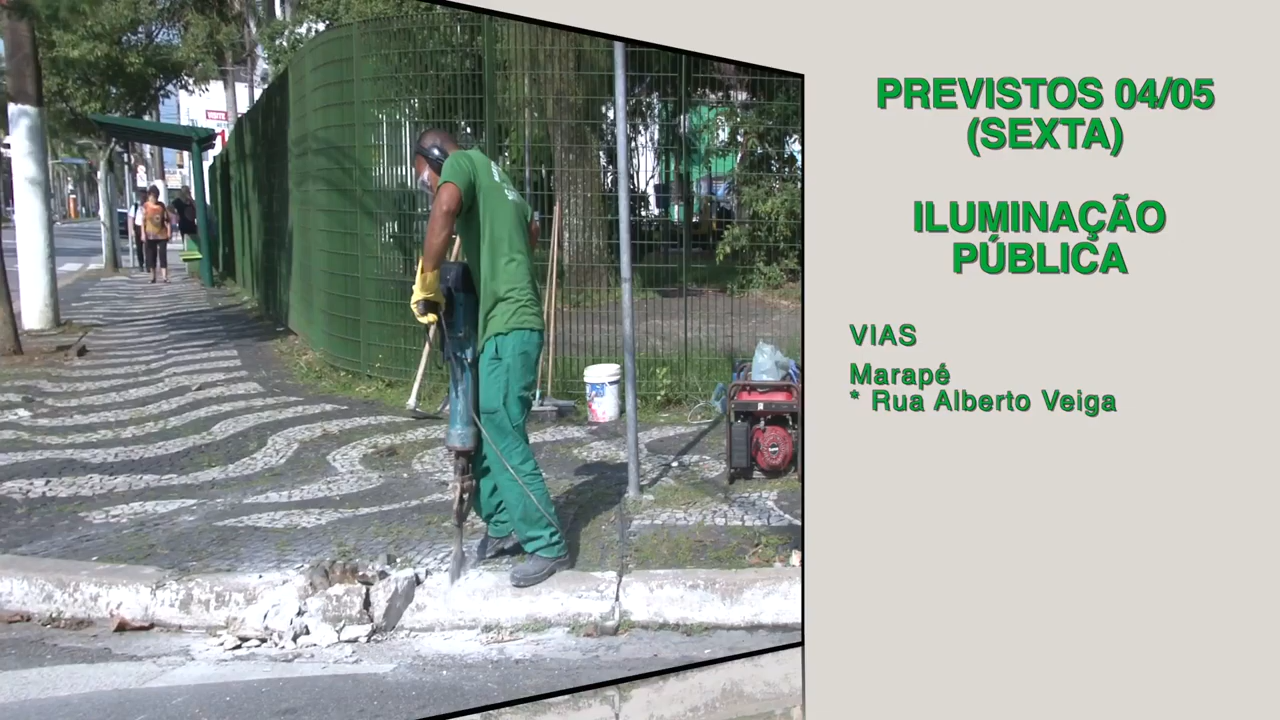 PREVISTOS 04/05
(SEXTA)
ILUMINAÇÃO
PÚBLICA
VIAS
Marapé
* Rua Alberto Veiga